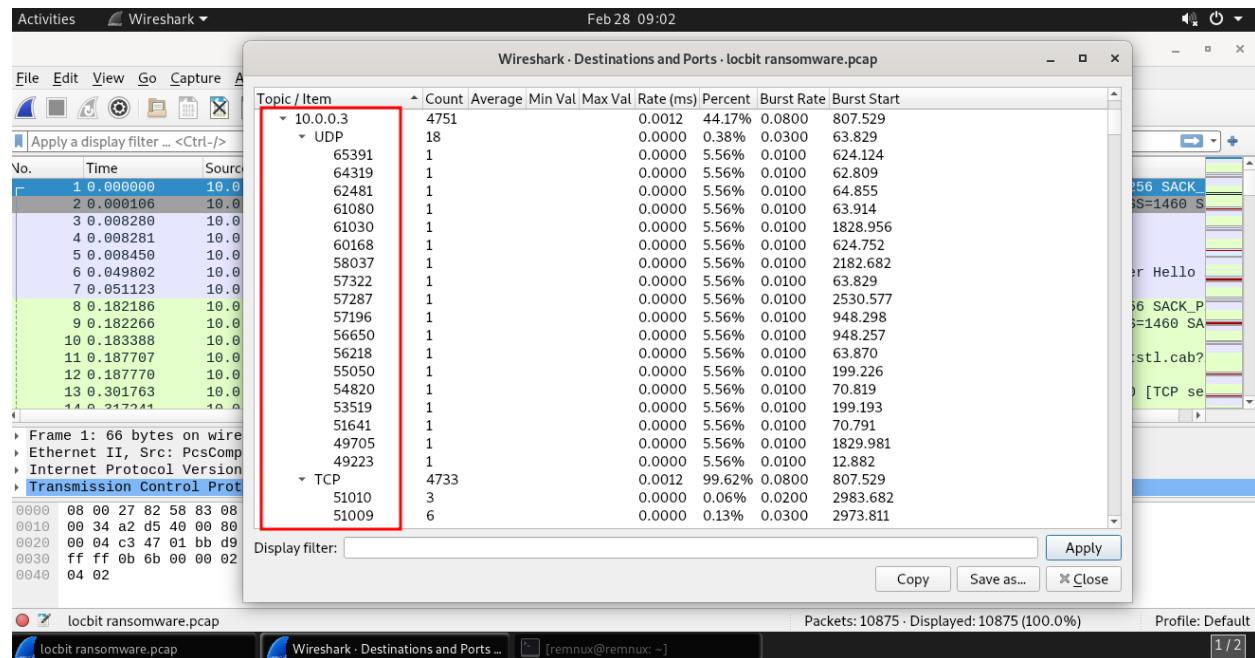 Activities Wireshark Feb 28 09:02
Wireshark · Destinations and Ports · locbit ransomware.pcap
File Edit View Go Capture A
Topic / Item Count Average Min Val Max Val Rate (ms) Percent Burst Rate Burst Start
10.0.0.3 4751 0.0012 44.17% 0.0800 807.529
UDP 18 0.0000 0.38% 0.0300 63.829
65391 1 0.0000 5.56% 0.0100 624.124
64319 1 0.0000 5.56% 0.0100 62.809
62481 1 0.0000 5.56% 0.0100 64.855
61080 1 0.0000 5.56% 0.0100 63.914
61030 1 0.0000 5.56% 0.0100 1828.956
60168 1 0.0000 5.56% 0.0100 624.752
58037 1 0.0000 5.56% 0.0100 2182.682
57322 1 0.0000 5.56% 0.0100 63.829
57287 1 0.0000 5.56% 0.0100 2530.577
57196 1 0.0000 5.56% 0.0100 948.298
56650 1 0.0000 5.56% 0.0100 948.257
56218 1 0.0000 5.56% 0.0100 63.870
55050 1 0.0000 5.56% 0.0100 199.226
54820 1 0.0000 5.56% 0.0100 70.819
53519 1 0.0000 5.56% 0.0100 199.193
51641 1 0.0000 5.56% 0.0100 70.791
49705 1 0.0000 5.56% 0.0100 1829.981
49223 1 0.0000 5.56% 0.0100 12.882
TCP 4733 0.0012 99.62% 0.0800 807.529
51010 3 0.0000 0.06% 0.0200 2983.682
51009 6 0.0000 0.13% 0.0300 2973.811
Display filter: Apply
Copy Save as... Close
Apply a display filter ... <Ctrl-/>
No. Time Sourc
1 0.000000 10.0 256 SACK_
2 0.000106 10.0 SS=1460 S
3 0.008280 10.0
4 0.008281 10.0
5 0.008450 10.0
6 0.049802 10.0 er Hello
7 0.051123 10.0
8 0.182186 10.0 56 SACK_P
9 0.182266 10.0 S=1460 SA
10 0.183388 10.0
11 0.187707 10.0 tstl.cab?
12 0.187770 10.0
13 0.301763 10.0 0 [TCP se
14 0.317241 10.0
Frame 1: 66 bytes on wire
Ethernet II, Src: PcsComp
Internet Protocol Version
Transmission Control Prot
0000 08 00 27 82 58 83 08
0010 00 34 a2 d5 40 00 80
0020 00 04 c3 47 01 bb d9
0030 ff ff 0b 6b 00 00 02
0040 04 02
locbit ransomware.pcap Packets: 10875 · Displayed: 10875 (100.0%) Profile: Default
locbit ransomware.pcap Wireshark · Destinations and Ports ... [remnux@remnux: ~] 1 / 2